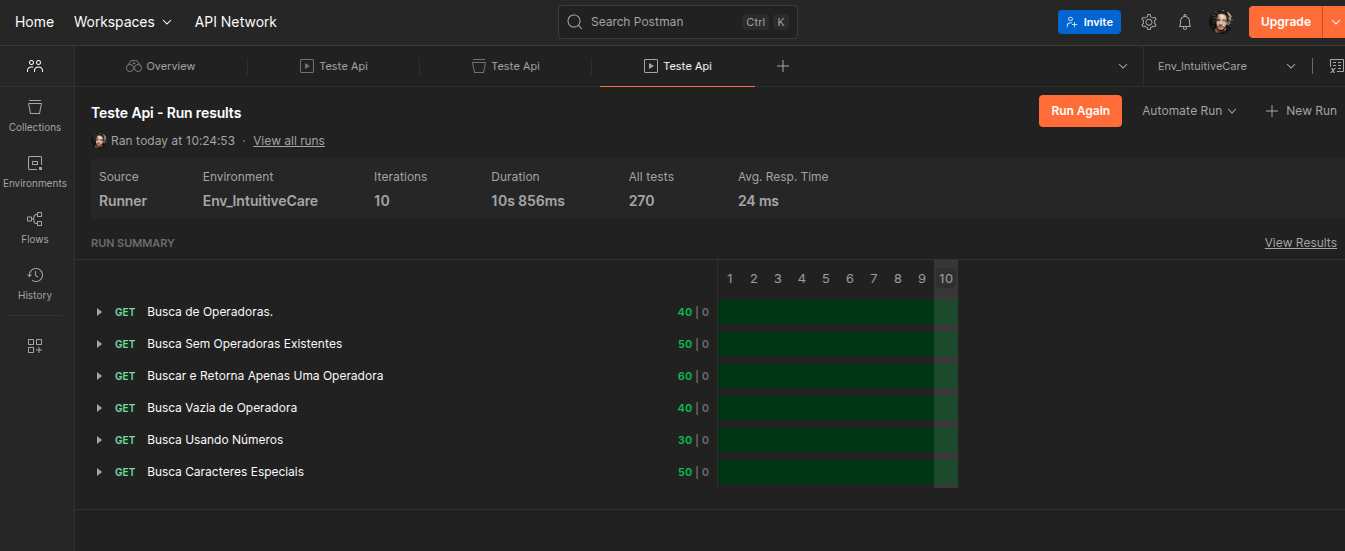 Home Workspaces API Network Search Postman Ctrl K Invite Upgrade
Overview Teste Api Teste Api Teste Api Env_IntuitiveCare
Collections
Environments
Flows
History
Teste Api - Run results Run Again Automate Run New Run
Ran today at 10:24:53 · View all runs
Source Environment Iterations Duration All tests Avg. Resp. Time
Runner Env_IntuitiveCare 10 10s 856ms 270 24 ms
RUN SUMMARY View Results
1 2 3 4 5 6 7 8 9 10
GET Busca de Operadoras. 40 | 0
GET Busca Sem Operadoras Existentes 50 | 0
GET Buscar e Retorna Apenas Uma Operadora 60 | 0
GET Busca Vazia de Operadora 40 | 0
GET Busca Usando Números 30 | 0
GET Busca Caracteres Especiais 50 | 0